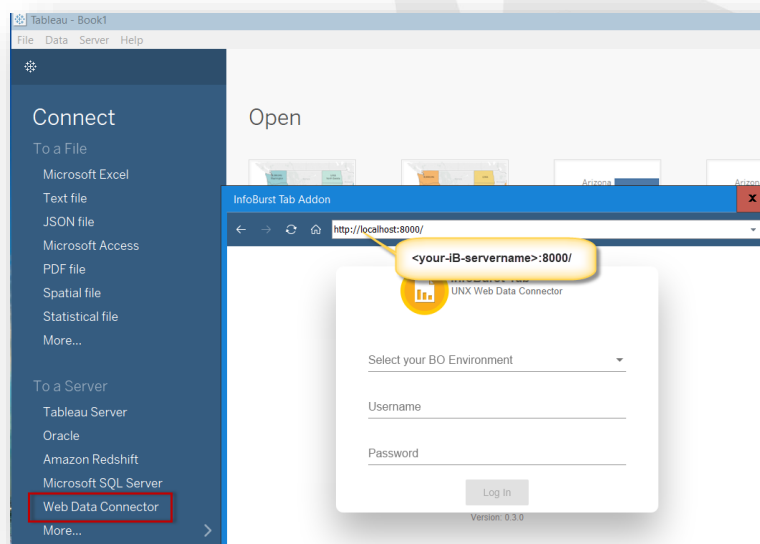 Tableau - Book1
File Data Server Help
Connect
Open
To a File
Microsoft Excel
Text file
JSON file
Microsoft Access
PDF file
Spatial file
Statistical file
More...
To a Server
Tableau Server
Oracle
Amazon Redshift
Microsoft SQL Server
Web Data Connector
More...
Arizona
Arizon
InfoBurst Tab Addon
x
http://localhost:8000/
<your-iB-servername>:8000/
InfoBurst Tab
UNX Web Data Connector
Select your BO Environment
Username
Password
Log In
Version: 0.3.0